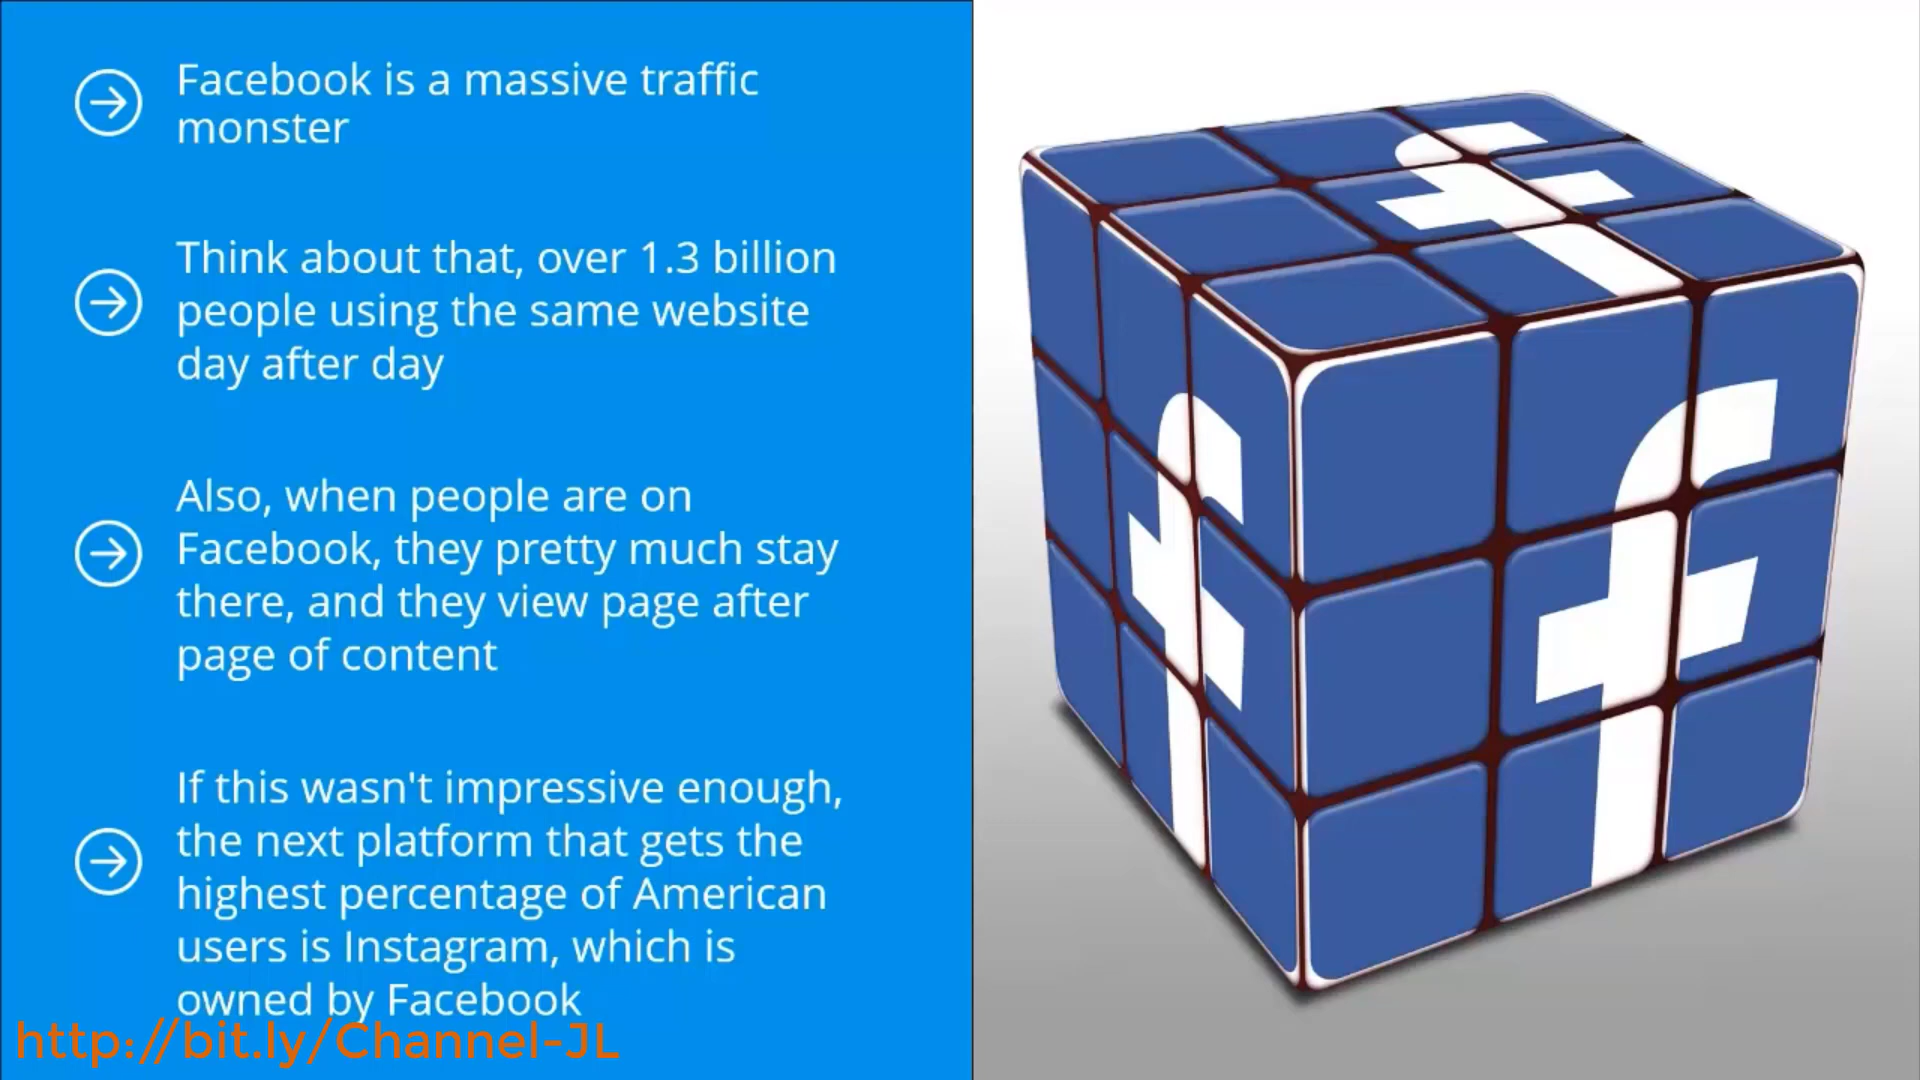 Facebook is a massive traffic
monster
Think about that, over 1.3 billion
people using the same website
day after day
Also, when people are on
Facebook, they pretty much stay
there, and they view page after
page of content
If this wasn't impressive enough,
the next platform that gets the
highest percentage of American
users is Instagram, which is
owned by Facebook
http://bit.ly/Channel-JL
f
f
f